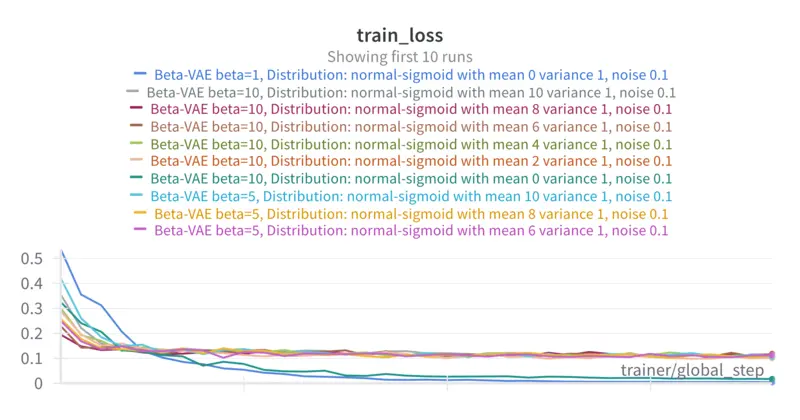 train_loss
Showing first 10 runs
Beta-VAE beta=1, Distribution: normal-sigmoid with mean 0 variance 1, noise 0.1
Beta-VAE beta=10, Distribution: normal-sigmoid with mean 10 variance 1, noise 0.1
Beta-VAE beta=10, Distribution: normal-sigmoid with mean 8 variance 1, noise 0.1
Beta-VAE beta=10, Distribution: normal-sigmoid with mean 6 variance 1, noise 0.1
Beta-VAE beta=10, Distribution: normal-sigmoid with mean 4 variance 1, noise 0.1
Beta-VAE beta=10, Distribution: normal-sigmoid with mean 2 variance 1, noise 0.1
Beta-VAE beta=10, Distribution: normal-sigmoid with mean 0 variance 1, noise 0.1
Beta-VAE beta=5, Distribution: normal-sigmoid with mean 10 variance 1, noise 0.1
Beta-VAE beta=5, Distribution: normal-sigmoid with mean 8 variance 1, noise 0.1
Beta-VAE beta=5, Distribution: normal-sigmoid with mean 6 variance 1, noise 0.1
0.5
0.4
0.3
0.2
0.1
trainer/global_step
0